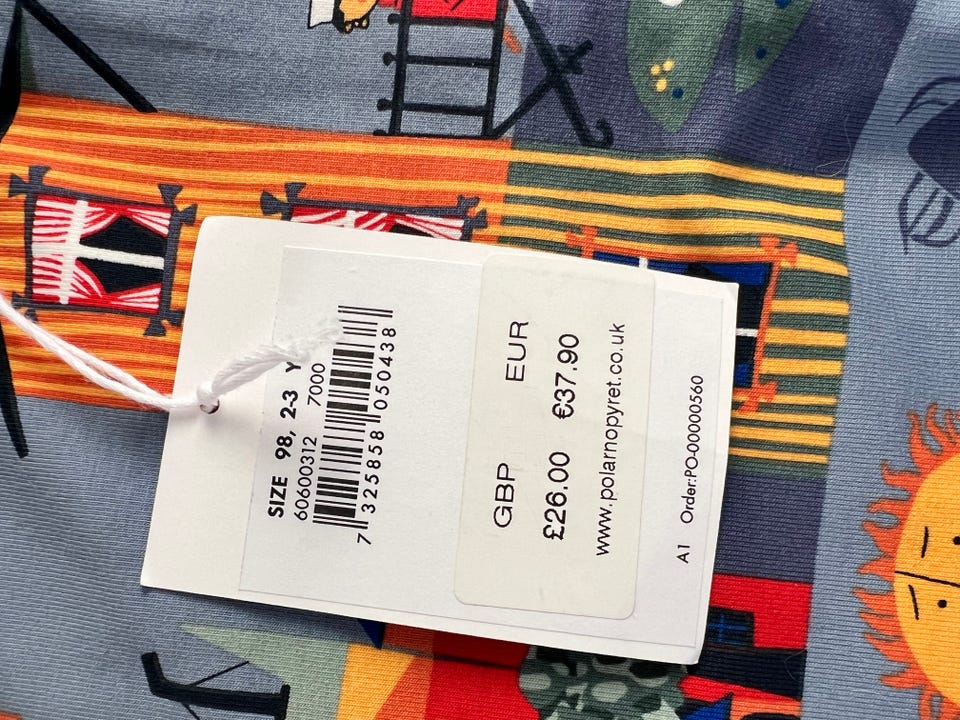 SIZE 98, 2-3 Y
60600312 7000
7 325858 050438
GBP EUR
£26.00 €37.90
www.polarnopyret.co.uk
A1 Order:PO-00000560